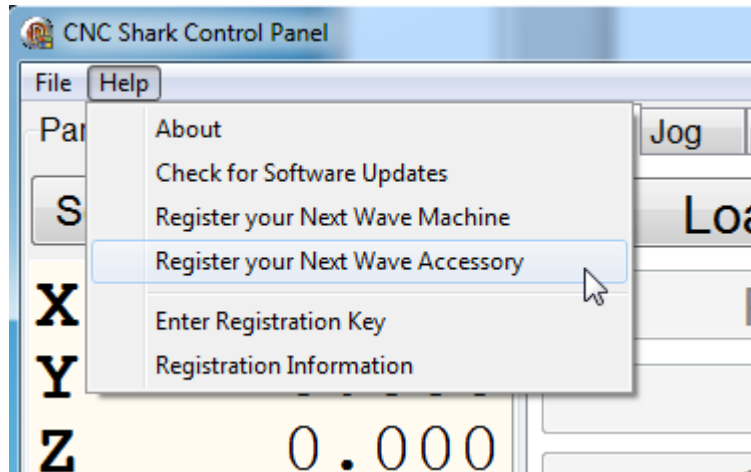 CNC Shark Control Panel
File Help
About
Jog
Check for Software Updates
Register your Next Wave Machine
Register your Next Wave Accessory
X
Enter Registration Key
Registration Information
Y
Z 0.000